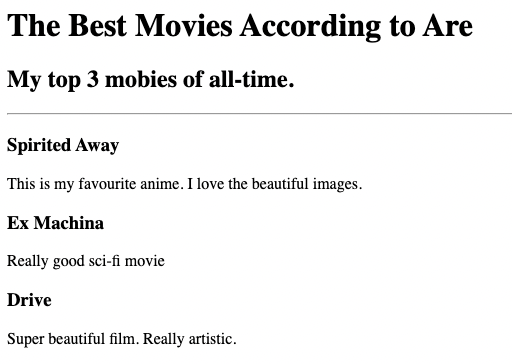 The Best Movies According to Are
My top 3 mobies of all-time.
Spirited Away
This is my favourite anime. I love the beautiful images.
Ex Machina
Really good sci-fi movie
Drive
Super beautiful film. Really artistic.